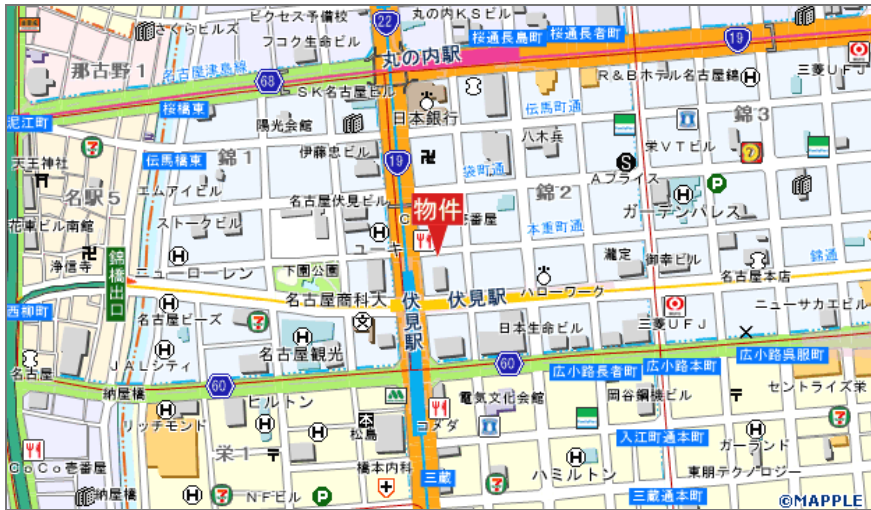 さくらビルズ
ピクセス予備校
22
丸の内KSビル
桜通長島町
桜通長者町
19
フコク生命ビル
丸の内駅
那古野1
名古屋津島線
68
SK名古屋ビル
R&Bホテル名古屋錦
三菱UFJ
泥江町
桜橋東
陽光会館
日本銀行
伝馬町通
錦3
八木兵
栄VTビル
天王神社
伝馬橋東
錦1
伊藤忠ビル
19
袋町通
Aプライス
名駅5
エムアイビル
名古屋伏見ビル
錦2
物件
C
壱番屋
ガーデンパレス
花車ビル南館
ストークビル
ユーキ
本重町通
浄信寺
錦橋出口
ニューローレン
下園公園
瀧定
御幸ビル
錦通
名古屋本店
西柳町
名古屋商科大
伏見駅
伏見駅
ハローワーク
ニューサカエビル
名古屋ビーズ
日本生命ビル
三菱UFJ
名古屋観光
JALシティ
60
広小路呉服町
名古屋
60
広小路長者町
広小路本町
納屋橋
ヒルトン
電気文化会館
岡谷鋼機ビル
セントライズ栄
リッチモンド
松島
コメダ
入江町通本町
ガーランド
栄1
CoCo壱番屋
橋本内科
三蔵
ハミルトン
東朋テクノロジー
納屋橋
NFビル
三蔵通本町
©MAPPLE